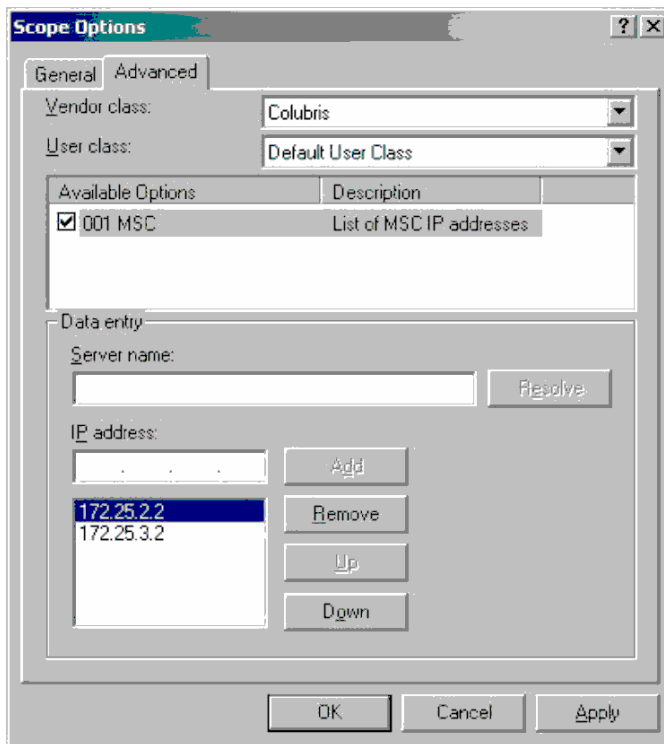 Scope Options
General Advanced
Vendor class: Colubris
User class: Default User Class
Available Options Description
001 MSC List of MSC IP addresses
Data entry
Server name:
Resolve
IP address:
. . . Add
172.25.2.2 Remove
172.25.3.2
Up
Down
OK Cancel Apply